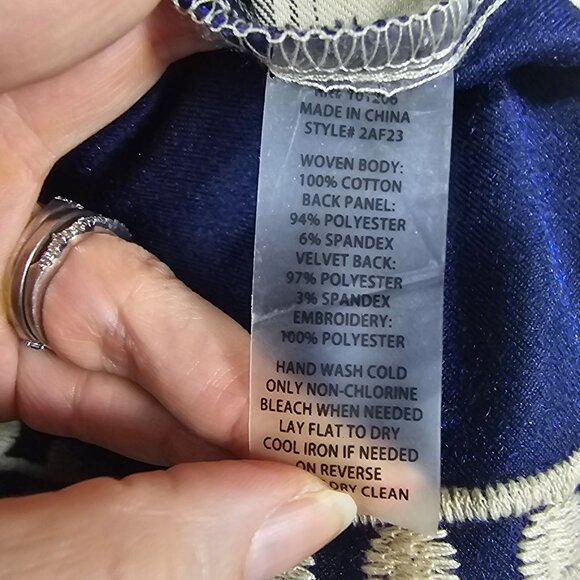 RN# 101206
MADE IN CHINA
STYLE# 2AF23
WOVEN BODY:
100% COTTON
BACK PANEL:
94% POLYESTER
6% SPANDEX
VELVET BACK:
97% POLYESTER
3% SPANDEX
EMBROIDERY:
100% POLYESTER
HAND WASH COLD
ONLY NON-CHLORINE
BLEACH WHEN NEEDED
LAY FLAT TO DRY
COOL IRON IF NEEDED
ON REVERSE
DRY CLEAN